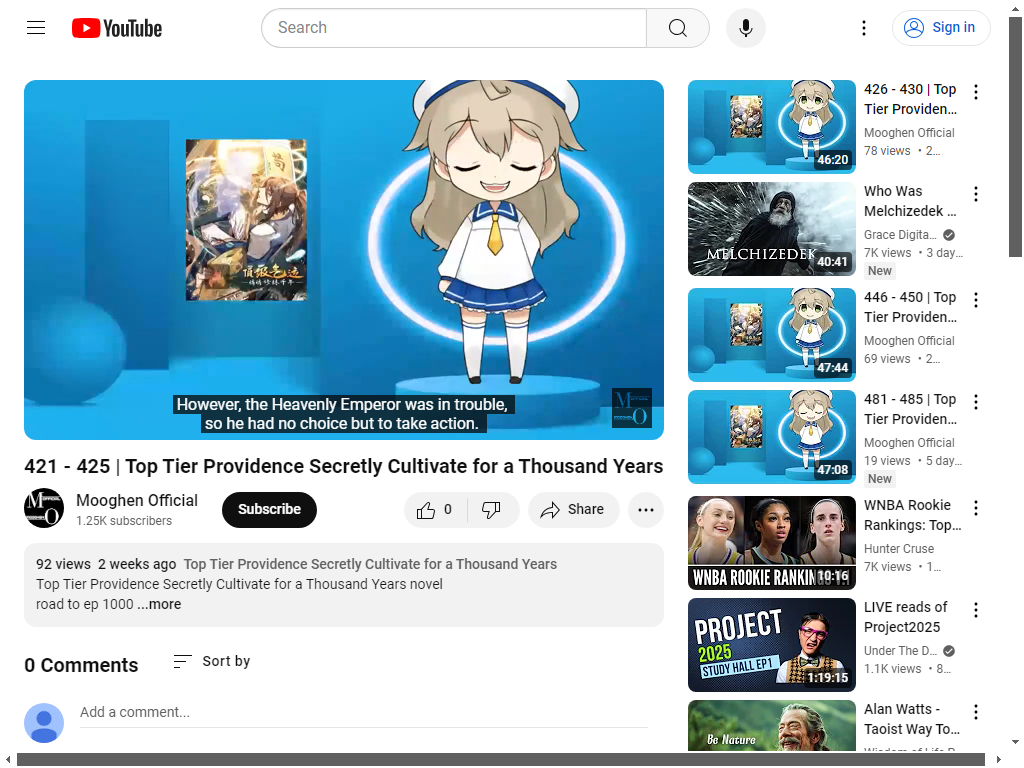 YouTube
Search
Sign in
However, the Heavenly Emperor was in trouble,
so he had no choice but to take action.
421 - 425 | Top Tier Providence Secretly Cultivate for a Thousand Years
Mooghen Official
1.25K subscribers
Subscribe
0
Share
92 views 2 weeks ago Top Tier Providence Secretly Cultivate for a Thousand Years
Top Tier Providence Secretly Cultivate for a Thousand Years novel
road to ep 1000 ...more
0 Comments
Sort by
Add a comment...
46:20
426 - 430 | Top
Tier Providen...
Mooghen Official
78 views • 2...
MELCHIZEDEK
40:41
Who Was
Melchizedek ...
Grace Digita...
7K views • 3 day...
New
47:44
446 - 450 | Top
Tier Providen...
Mooghen Official
69 views • 2...
47:08
481 - 485 | Top
Tier Providen...
Mooghen Official
19 views • 5 day...
New
WNBA ROOKIE
10:16
WNBA Rookie
Rankings: Top...
Hunter Cruse
7K views • 1...
PROJECT
2025
STUDY HALL EP1
1:19:15
LIVE reads of
Project2025
Under The D...
1.1K views • 8...
Be Nature
Alan Watts -
Taoist Way To...